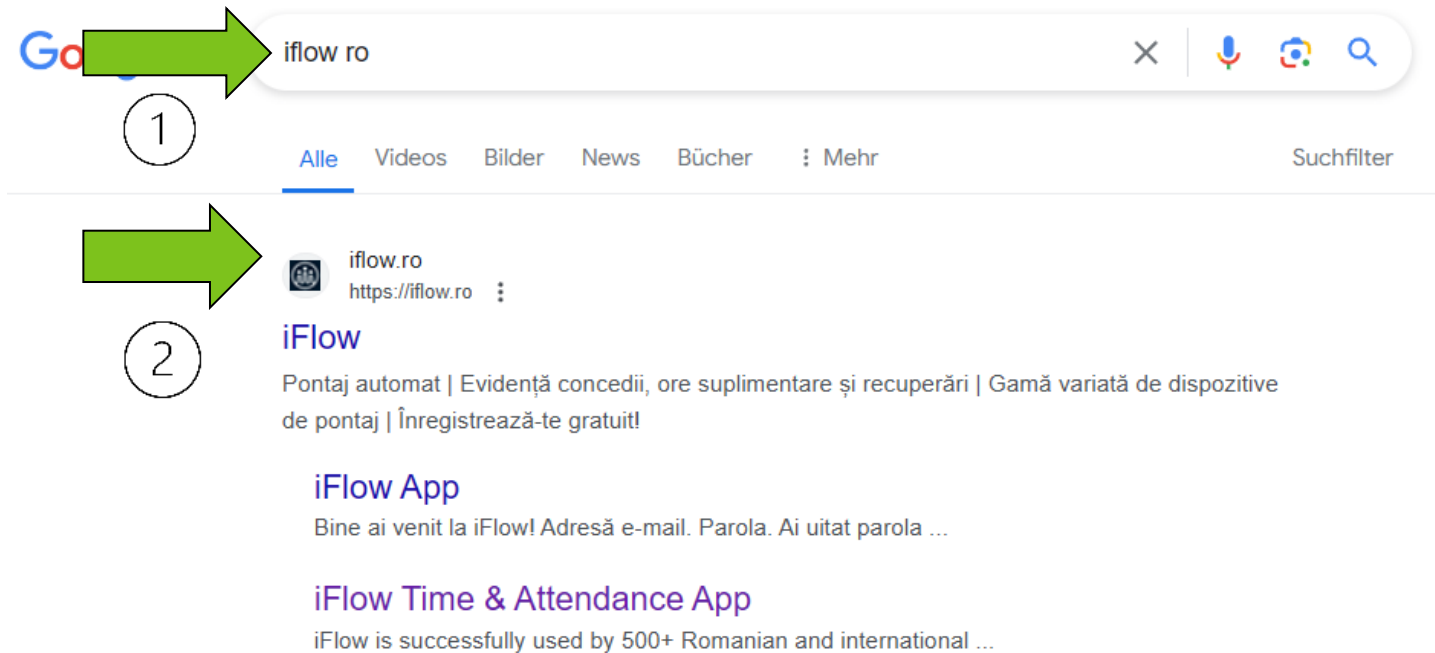 Go
iflow ro
1
Alle Videos Bilder News Bücher Mehr Suchfilter
iflow.ro
https://iflow.ro
2
iFlow
Pontaj automat | Evidență concedii, ore suplimentare și recuperări | Gamă variată de dispozitive
de pontaj | Înregistrează-te gratuit!
iFlow App
Bine ai venit la iFlow! Adresă e-mail. Parola. Ai uitat parola ...
iFlow Time & Attendance App
iFlow is successfully used by 500+ Romanian and international ...